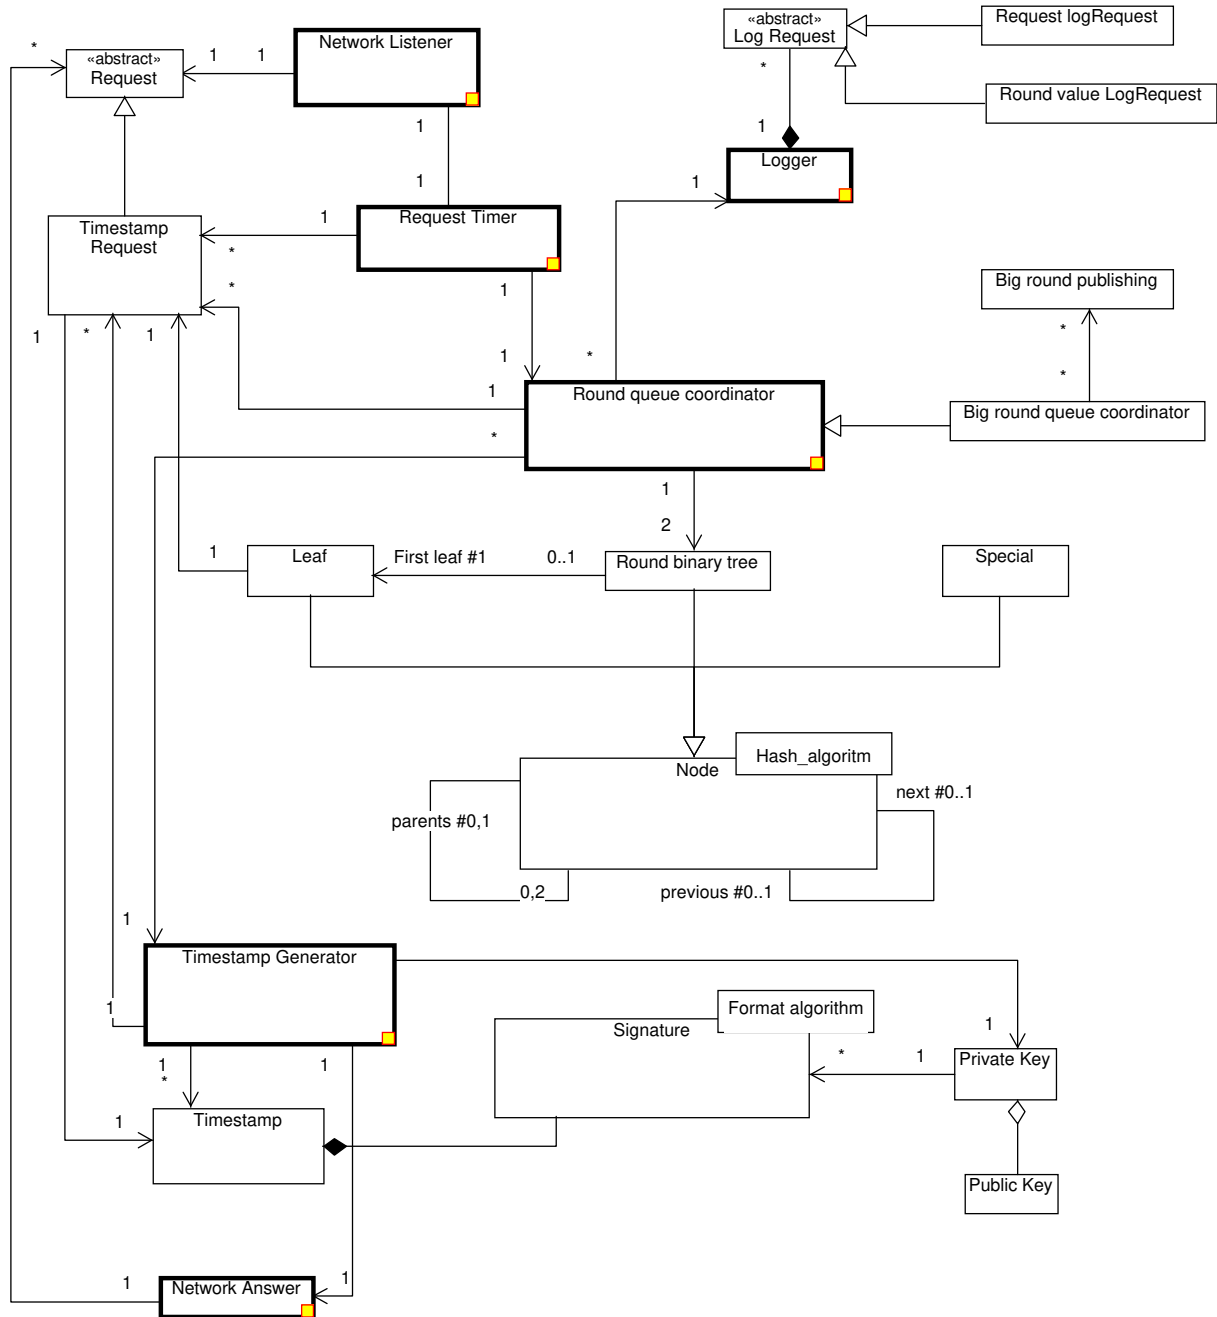 «abstract»
Log Request
Request logRequest
*
«abstract»
Request
1
1
Network Listener
*
Round value LogRequest
1
1
Logger
1
1
Timestamp
Request
1
*
Request Timer
*
1
Big round publishing
*
1
*
1
1
*
*
1
Round queue coordinator
Big round queue coordinator
*
1
2
1
Leaf
First leaf #1
0..1
Round binary tree
Special
Node
Hash_algoritm
next #0..1
parents #0,1
0,2
previous #0..1
1
Timestamp Generator
1
Format algorithm
Signature
1
1
*
1
*
1
Private Key
1
Timestamp
Public Key
1
Network Answer
1